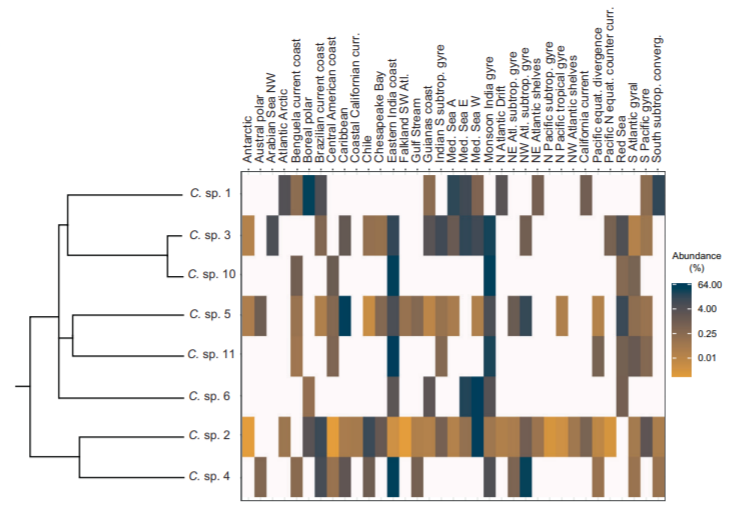 Antarctic
Austral polar
Arabian Sea NW
Atlantic Arctic
Benguela current coast
Boreal polar
Brazilian current coast
Central American coast
Caribbean
Coastal Californian curr.
Chile
Chesapeake Bay
Eastern India coast
Falkland SW Atl.
Gulf Stream
Guianas coast
Indian S subtrop. gyre
Med. Sea A
Med. Sea E
Med. Sea W
Monsoon India gyre
N Atlantic Drift
NE Atl. subtrop. gyre
NW Atl. subtrop. gyre
NE Atlantic shelves
N Pacific subtrop. gyre
N Pacific tropical gyre
NW Atlantic shelves
California current
Pacific equat. divergence
Pacific N equat. counter curr.
Red Sea
S Atlantic gyral
S Pacific gyre
South subtrop. converg.
C. sp. 1
C. sp. 3
C. sp. 10
C. sp. 5
C. sp. 11
C. sp. 6
C. sp. 2
C. sp. 4
Abundance
(%)
64.00
4.00
0.25
0.01